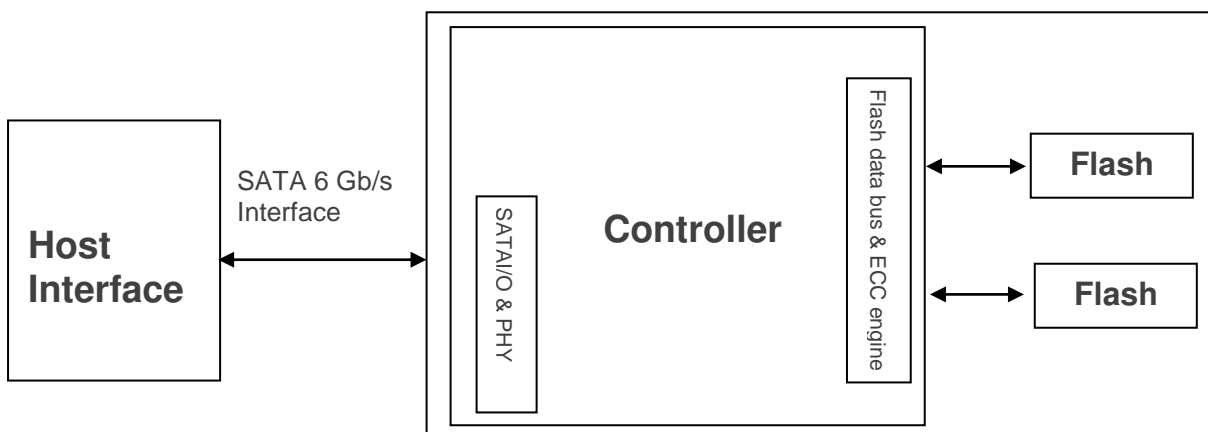 Host
Interface
SATA 6 Gb/s
Interface
SATAI/O & PHY
Controller
Flash data bus & ECC engine
Flash
Flash